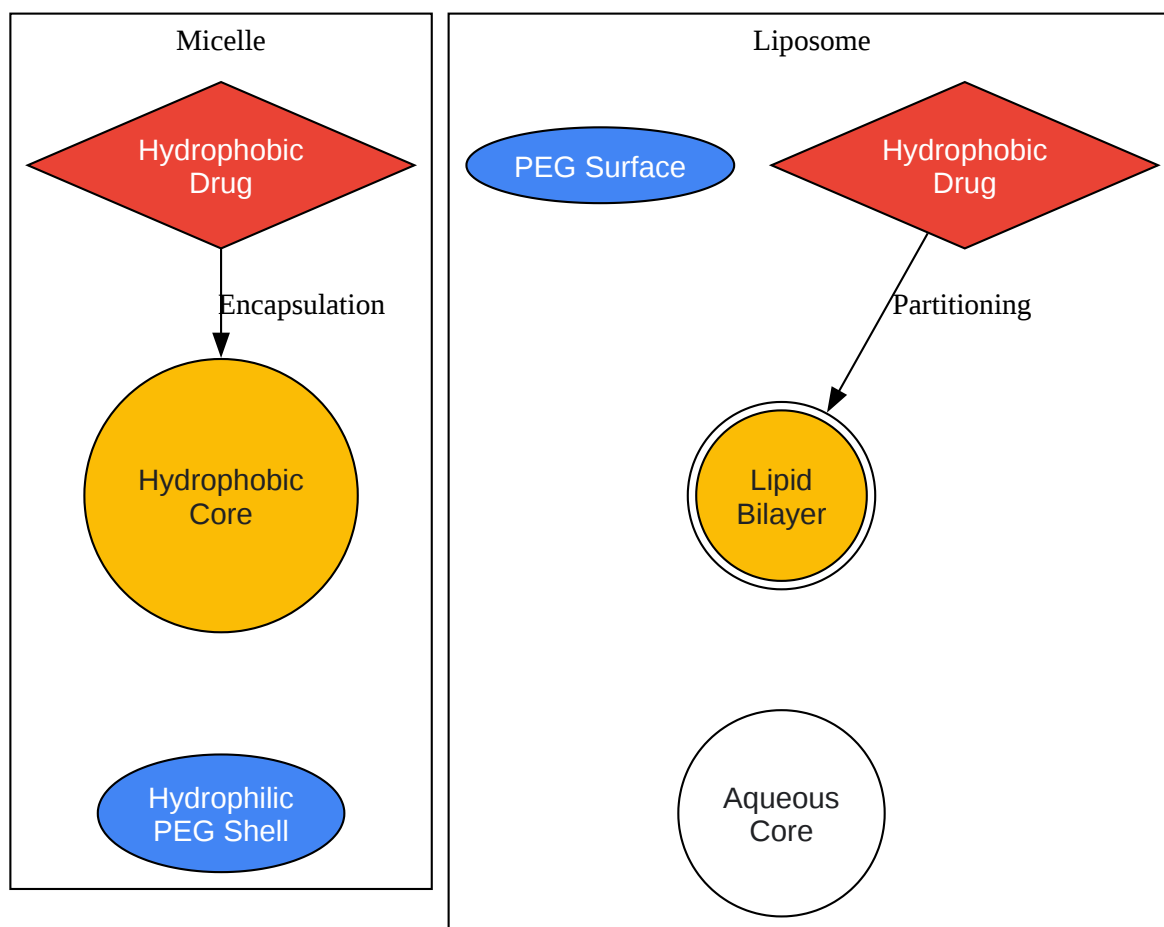 Micelle
Hydrophobic
Drug
Encapsulation
Hydrophobic
Core
Hydrophilic
PEG Shell
Liposome
PEG Surface
Hydrophobic
Drug
Partitioning
Lipid
Bilayer
Aqueous
Core